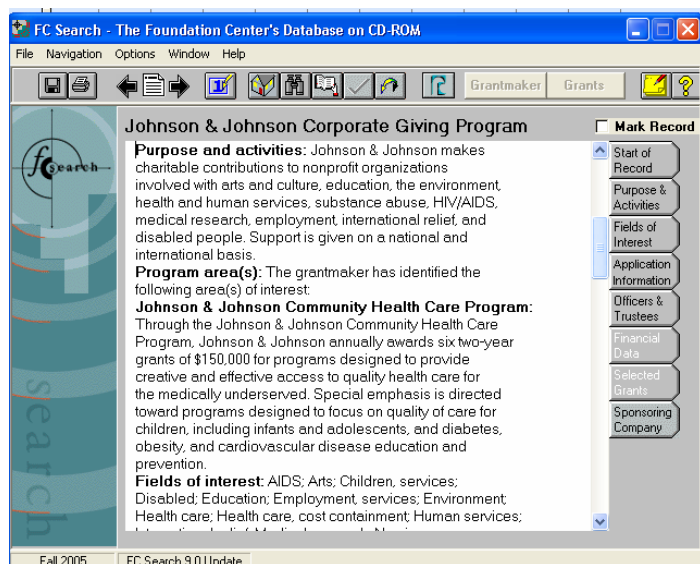 FC Search - The Foundation Center's Database on CD-ROM
File Navigation Options Window Help
Grantmaker Grants
Johnson & Johnson Corporate Giving Program
Mark Record
fc search
Purpose and activities: Johnson & Johnson makes
charitable contributions to nonprofit organizations
involved with arts and culture, education, the environment,
health and human services, substance abuse, HIV/AIDS,
medical research, employment, international relief, and
disabled people. Support is given on a national and
international basis.
Program area(s): The grantmaker has identified the
following area(s) of interest:
Johnson & Johnson Community Health Care Program:
Through the Johnson & Johnson Community Health Care
Program, Johnson & Johnson annually awards six two-year
grants of $150,000 for programs designed to provide
creative and effective access to quality health care for
the medically underserved. Special emphasis is directed
toward programs designed to focus on quality of care for
children, including infants and adolescents, and diabetes,
obesity, and cardiovascular disease education and
prevention.
Fields of interest: AIDS; Arts; Children, services;
Disabled; Education; Employment, services; Environment;
Health care; Health care, cost containment; Human services;
Start of
Record
Purpose &
Activities
Fields of
Interest
Application
Information
Officers &
Trustees
Financial
Data
Selected
Grants
Sponsoring
Company
search
Fall 2005 FC Search 9.0 Update